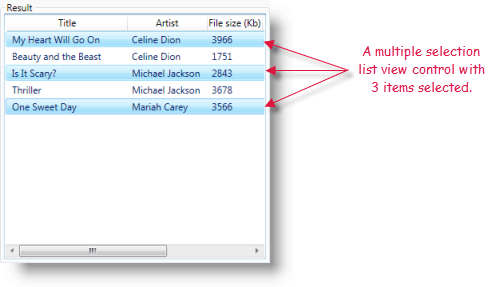 Result
Title Artist File size (Kb)
My Heart Will Go On Celine Dion 3966
Beauty and the Beast Celine Dion 1751
Is It Scary? Michael Jackson 2843
Thriller Michael Jackson 3678
One Sweet Day Mariah Carey 3566
A multiple selection
list view control with
3 items selected.